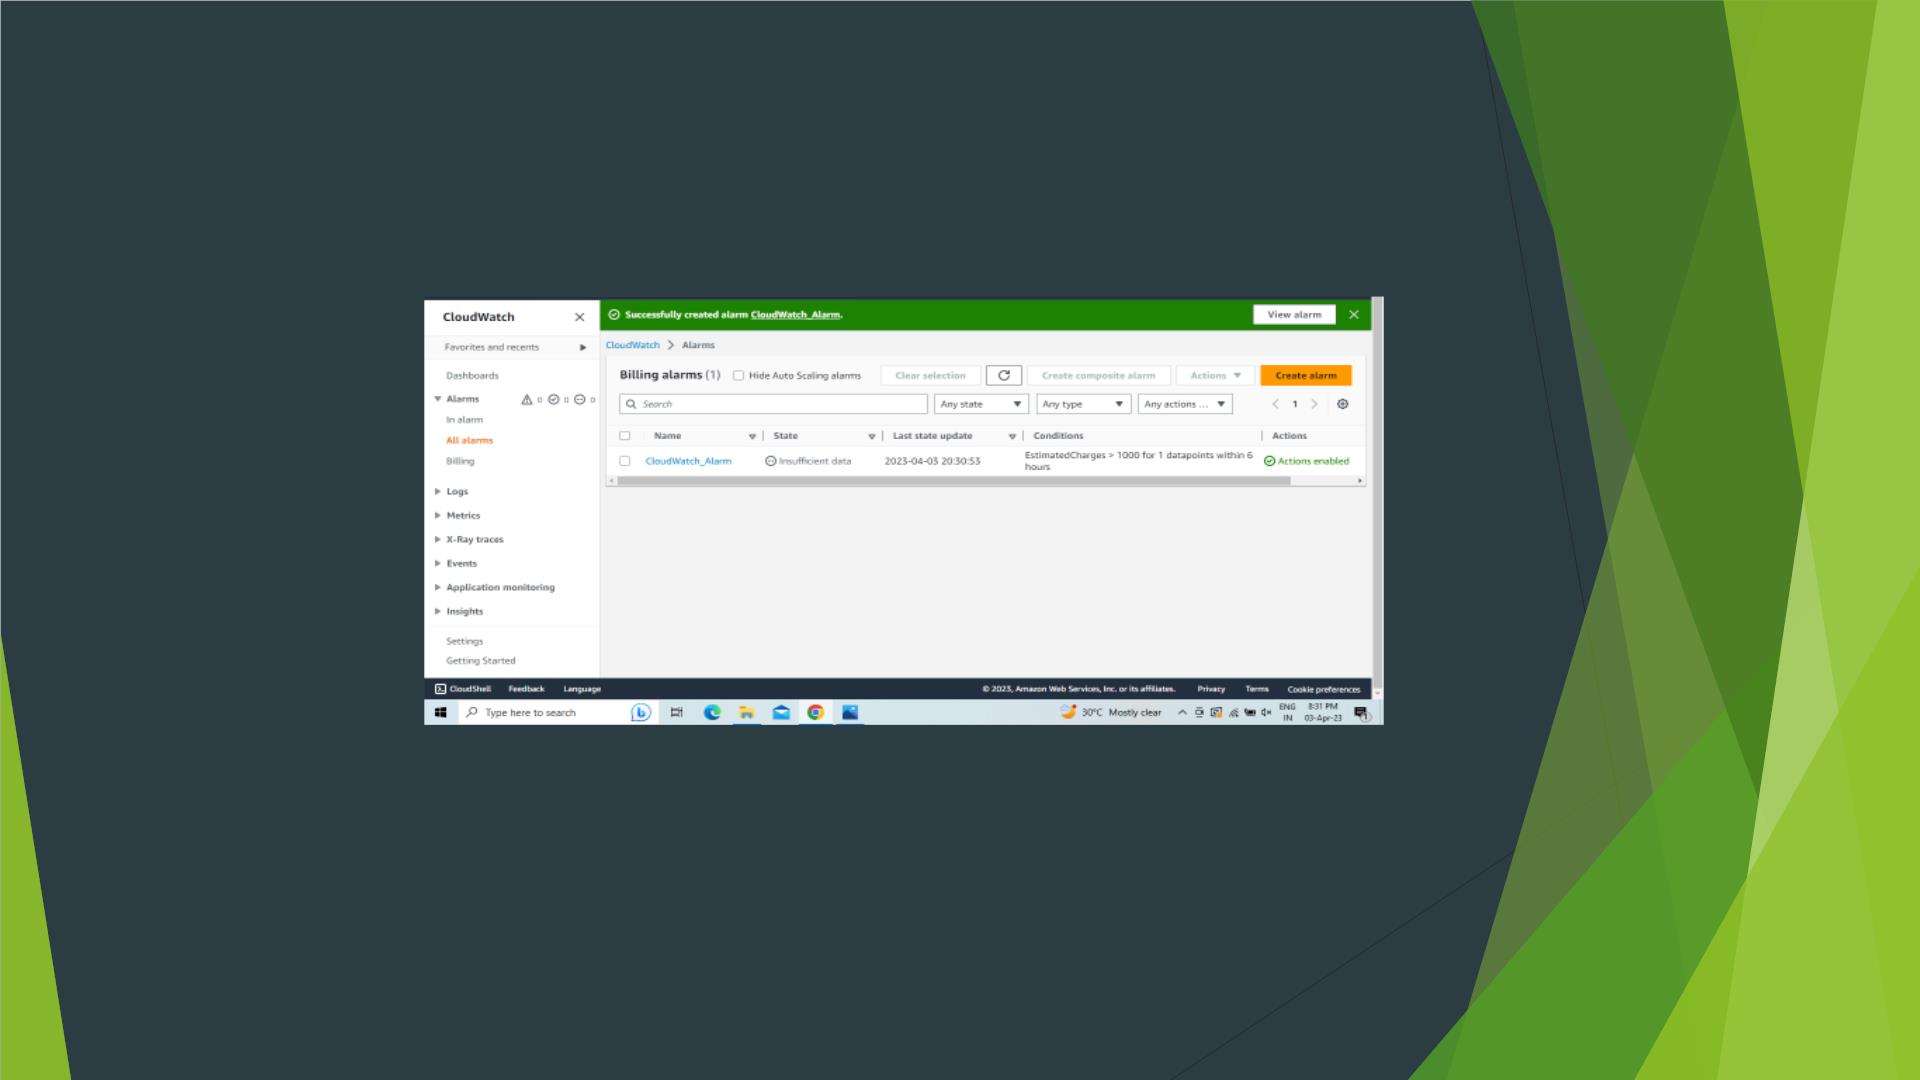 CloudWatch
Favorites and recents
Dashboards
Alarms 0 0 0
In alarm
All alarms
Billing
Logs
Metrics
X-Ray traces
Events
Application monitoring
Insights
Settings
Getting Started
Successfully created alarm CloudWatch_Alarm.
View alarm
CloudWatch > Alarms
Billing alarms (1) Hide Auto Scaling alarms Clear selection Create composite alarm Actions Create alarm
Search Any state Any type Any actions ... 1
Name State Last state update Conditions Actions
CloudWatch_Alarm Insufficient data 2023-04-03 20:30:53 EstimatedCharges > 1000 for 1 datapoints within 6
hours
Actions enabled
CloudShell Feedback Language © 2023, Amazon Web Services, Inc. or its affiliates. Privacy Terms Cookie preferences
Type here to search 30°C Mostly clear
ENG
IN
8:31 PM
03-Apr-23
1